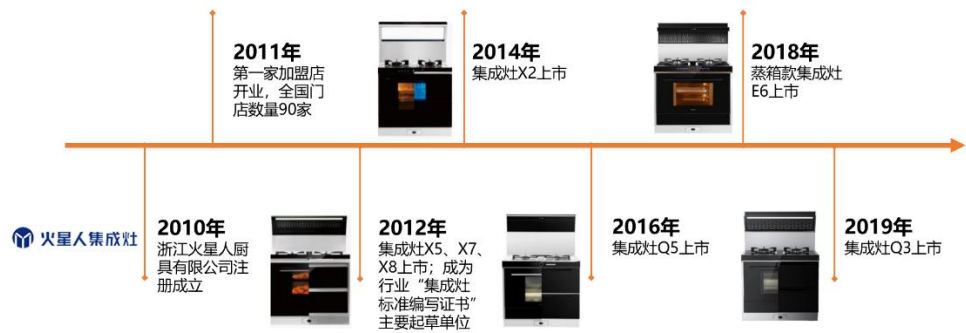 2011年
第一家加盟店
开业，全国门
店数量90家
2014年
集成灶X2上市
2018年
蒸箱款集成灶
E6上市
火星人集成灶
2010年
浙江火星人厨
具有限公司注
册成立
2012年
集成灶X5、X7、
X8上市；成为
行业“集成灶
标准编写证书”
主要起草单位
2016年
集成灶Q5上市
2019年
集成灶Q3上市